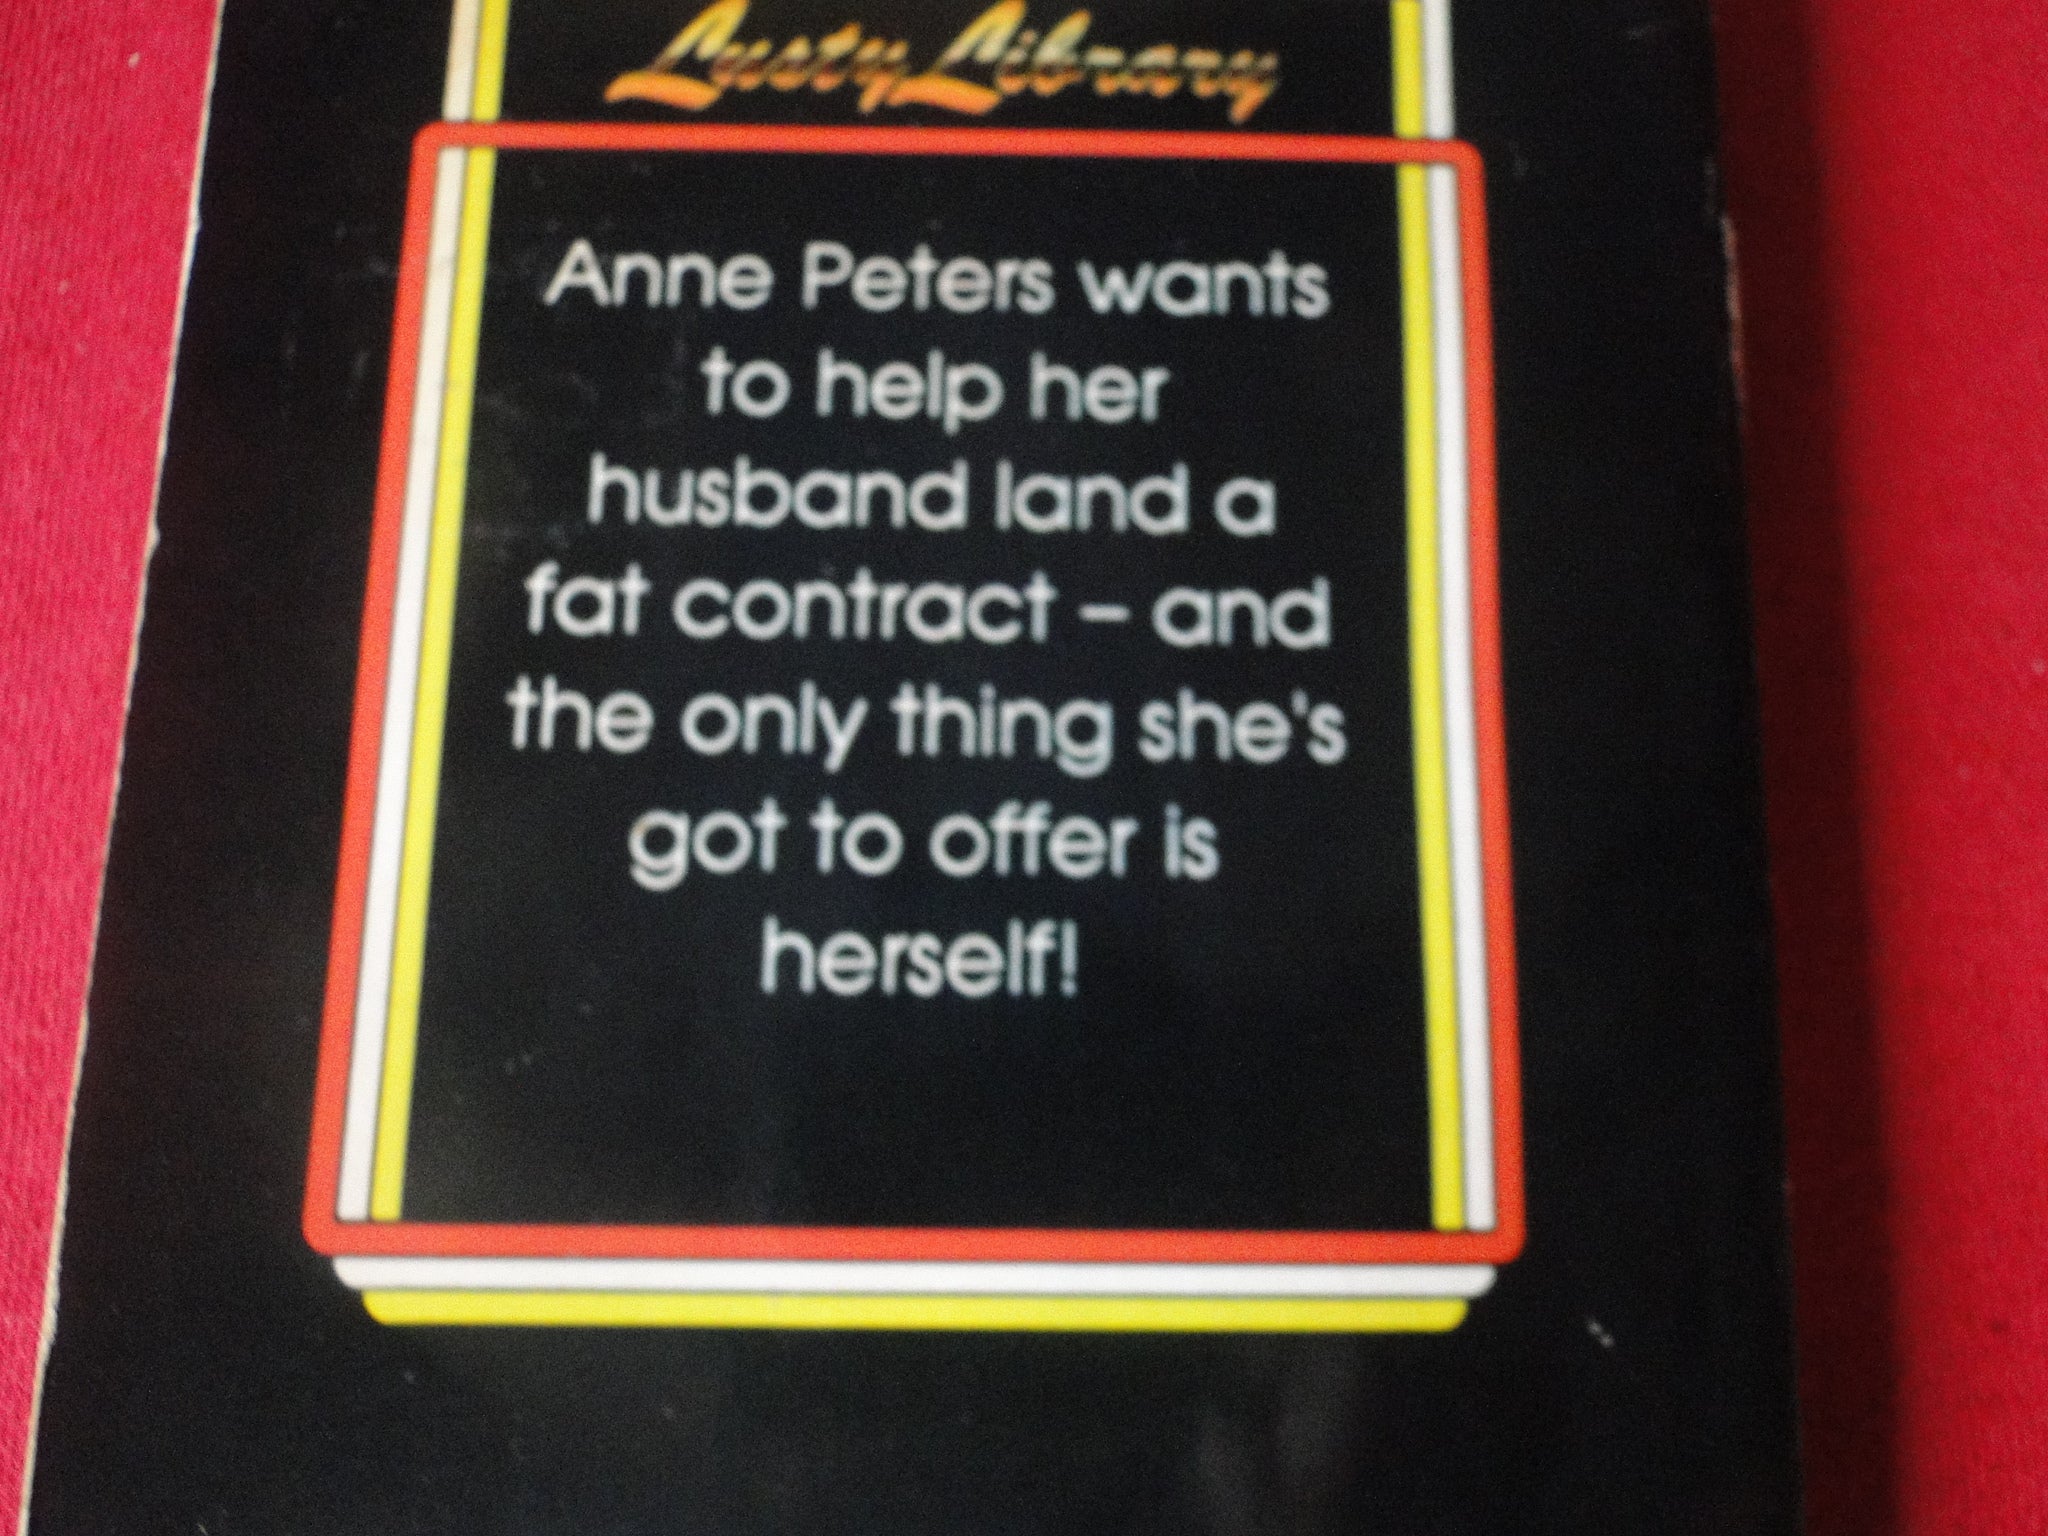 Lusty Library
Anne Peters wants
to help her
husband land a
fat contract – and
the only thing she's
got to offer is
herself!